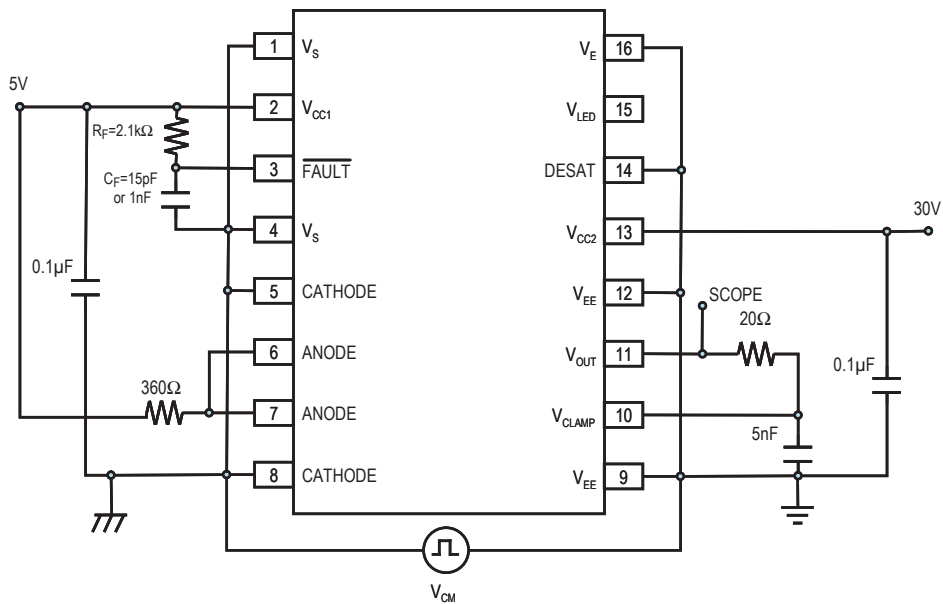 5V
R_F=2.1kΩ
C_F=15pF
or 1nF
0.1µF
360Ω
1 V_S
2 V_CC1
3 F̅A̅U̅L̅T̅
4 V_S
5 CATHODE
6 ANODE
7 ANODE
8 CATHODE
V_E 16
V_LED 15
DESAT 14
V_CC2 13
V_EE 12
V_OUT 11
V_CLAMP 10
V_EE 9
30V
SCOPE
20Ω
0.1µF
5nF
V_CM